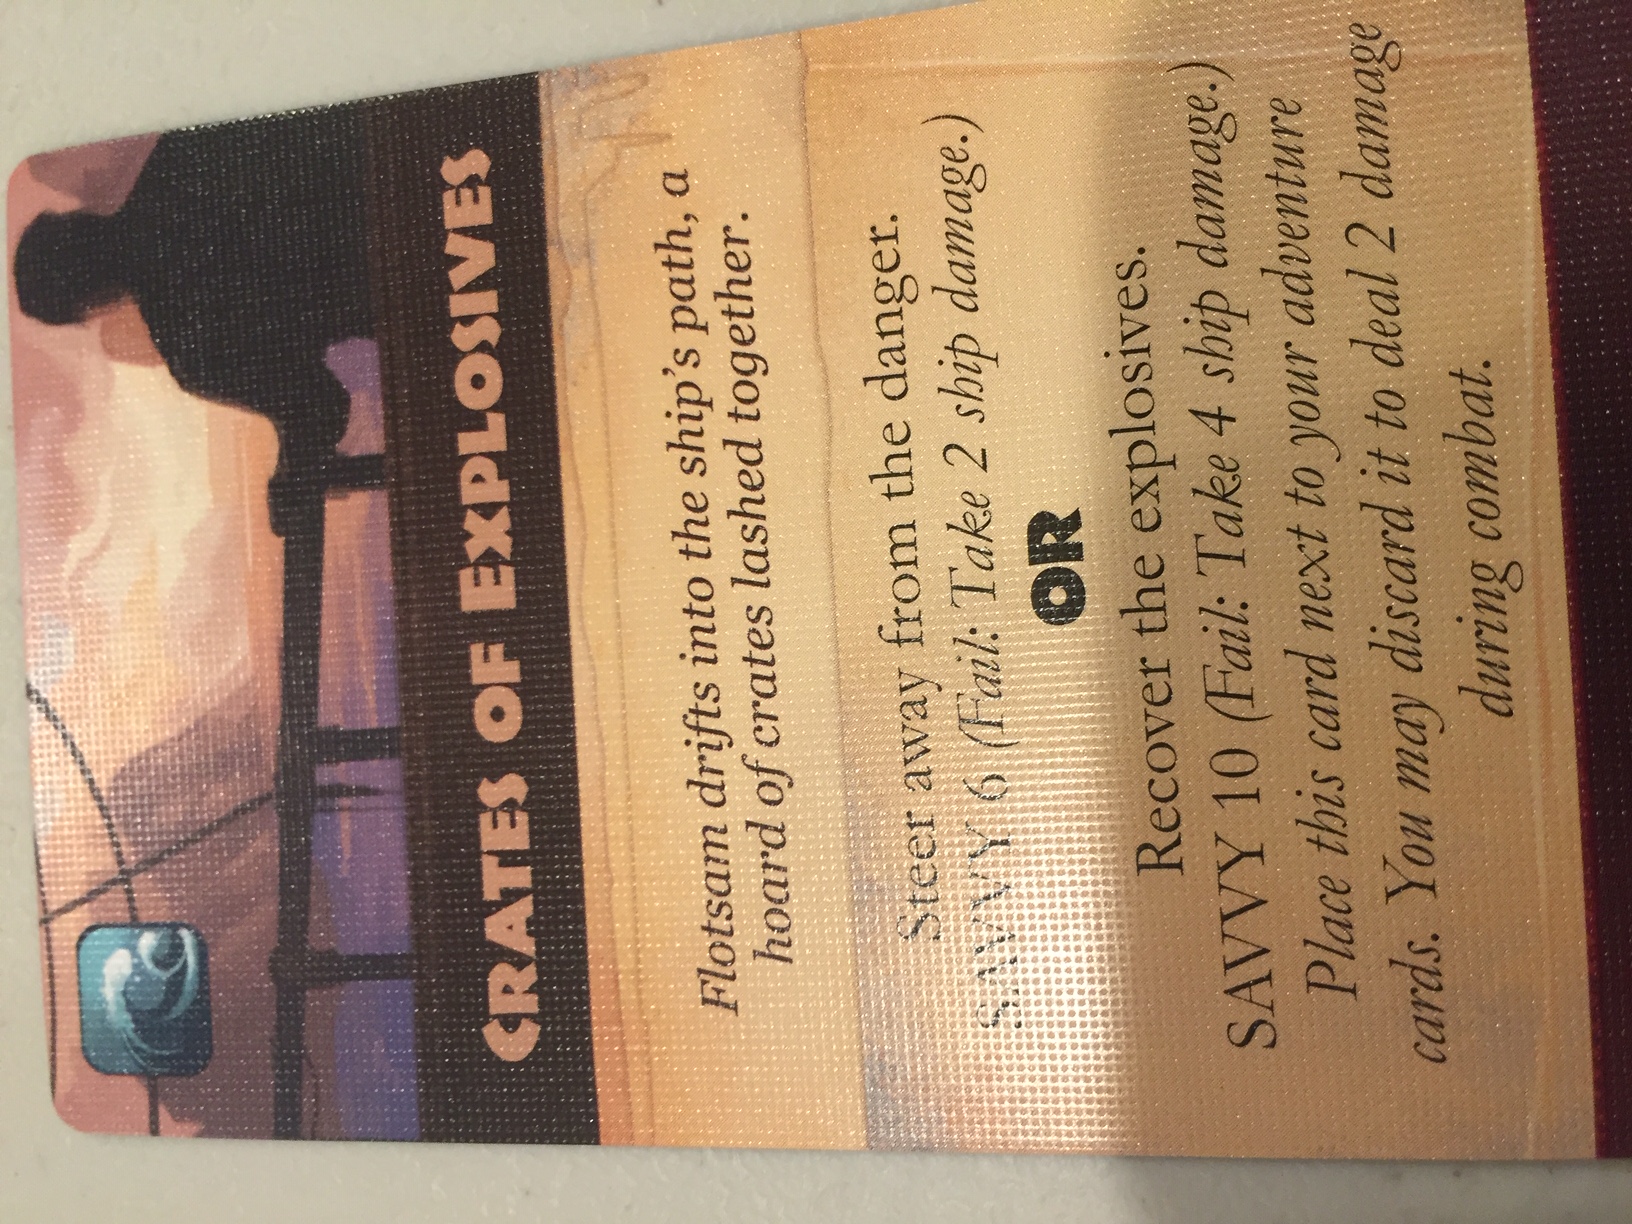 CRATES OF EXPLOSIVES
Flotsam drifts into the ship's path, a
hoard of crates lashed together.
Steer away from the danger.
SAVVY 6 (Fail: Take 2 ship damage.)
OR
Recover the explosives.
SAVVY 10 (Fail: Take 4 ship damage.)
Place this card next to your adventure
cards. You may discard it to deal 2 damage
during combat.